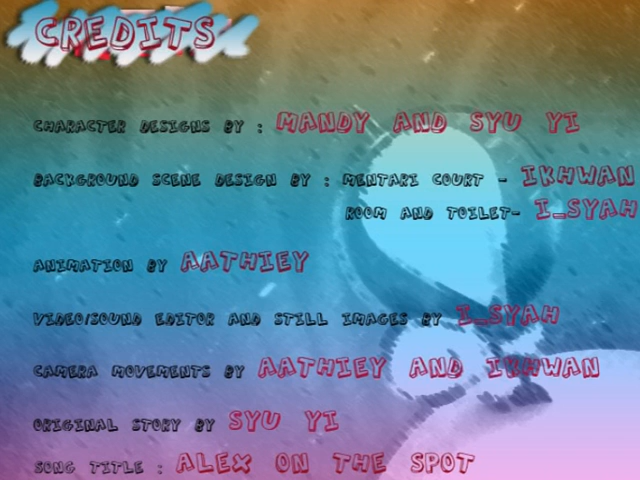 CREDITS
CHARACTER DESIGNS BY : MANDY AND SYU YI
BACKGROUND SCENE DESIGN BY : MENTARI COURT - IKHWAN
ROOM AND TOILET- I_SYAH
ANIMATION BY AATHIEY
VIDEO/SOUND EDITOR AND STILL IMAGES BY I_SYAH
CAMERA MOVEMENTS BY AATHIEY AND IKHWAN
ORIGINAL STORY BY SYU YI
SONG TITLE : ALEX ON THE SPOT